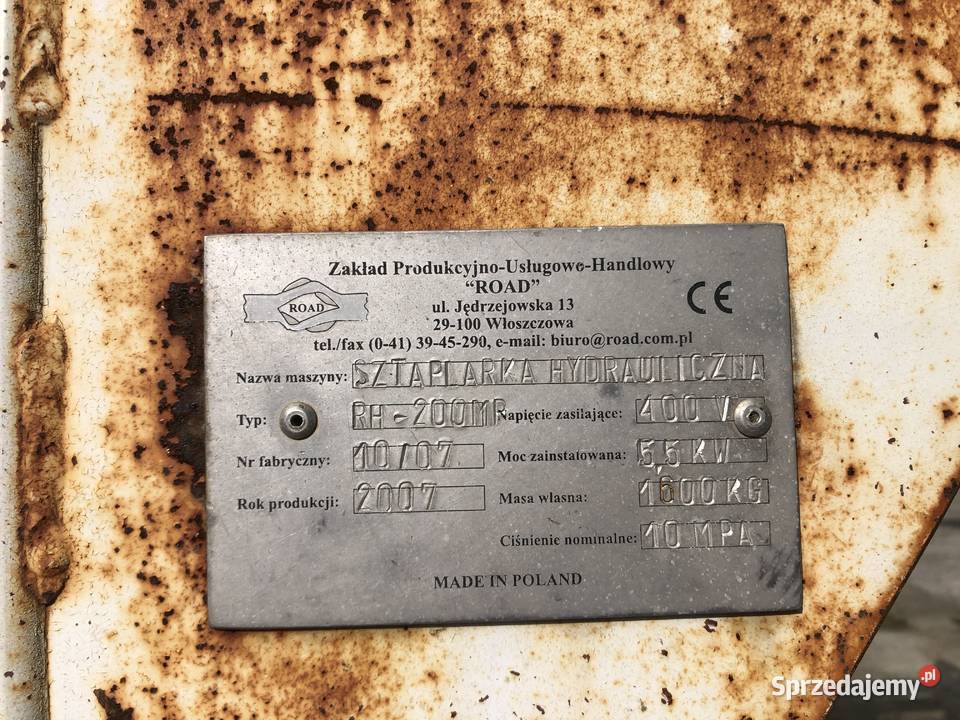 Zakład Produkcyjno-Usługowo-Handlowy
“ROAD”
ROAD
ul. Jędrzejowska 13
29-100 Włoszczowa
tel./fax (0-41) 39-45-290, e-mail: biuro@road.com.pl
CE
Nazwa maszyny: SZTAPLARKA HYDRAULICZNA
Typ: RH-200MP Napięcie zasilające: 400 V
Nr fabryczny: 10/07 Moc zainstatowana: 5,5 KW
Rok produkcji: 2007 Masa własna: 1600 KG
Ciśnienie nominalne: 10 MPA
MADE IN POLAND
Sprzedajemy.pl